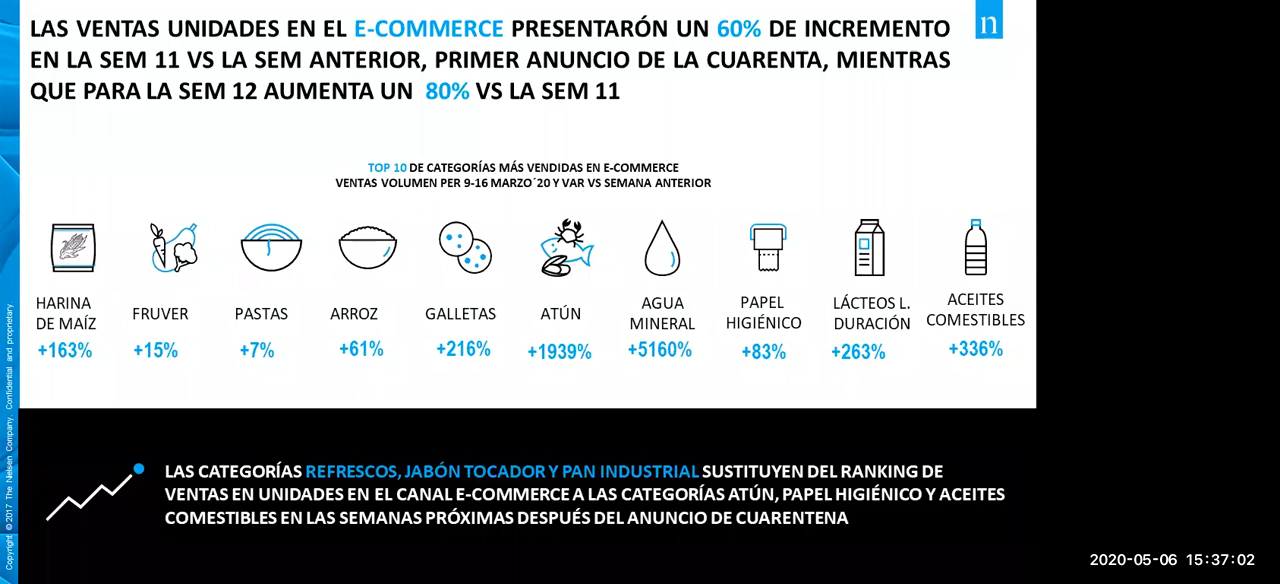 LAS VENTAS UNIDADES EN EL E-COMMERCE PRESENTARÓN UN 60% DE INCREMENTO
EN LA SEM 11 VS LA SEM ANTERIOR, PRIMER ANUNCIO DE LA CUARENTA, MIENTRAS
QUE PARA LA SEM 12 AUMENTA UN 80% VS LA SEM 11
n
TOP 10 DE CATEGORÍAS MÁS VENDIDAS EN E-COMMERCE
VENTAS VOLUMEN PER 9-16 MARZO´20 Y VAR VS SEMANA ANTERIOR
HARINA
DE MAÍZ
+163%
FRUVER
+15%
PASTAS
+7%
ARROZ
+61%
GALLETAS
+216%
ATÚN
+1939%
AGUA
MINERAL
+5160%
PAPEL
HIGIÉNICO
+83%
LÁCTEOS L.
DURACIÓN
+263%
ACEITES
COMESTIBLES
+336%
LAS CATEGORÍAS REFRESCOS, JABÓN TOCADOR Y PAN INDUSTRIAL SUSTITUYEN DEL RANKING DE
VENTAS EN UNIDADES EN EL CANAL E-COMMERCE A LAS CATEGORÍAS ATÚN, PAPEL HIGIÉNICO Y ACEITES
COMESTIBLES EN LAS SEMANAS PRÓXIMAS DESPUÉS DEL ANUNCIO DE CUARENTENA
Copyright © 2017 The Nielsen Company. Confidential and proprietary.
2020-05-06 15:37:02